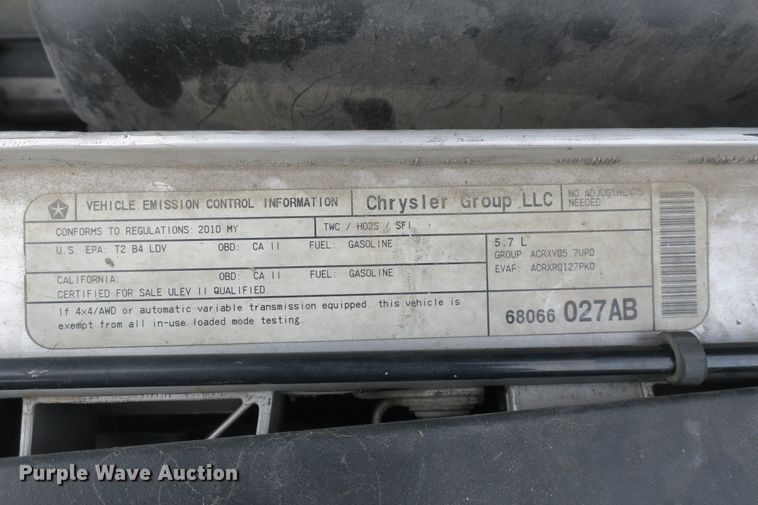 VEHICLE EMISSION CONTROL INFORMATION
Chrysler Group LLC
NO ADJUSTMENTS
NEEDED
CONFORMS TO REGULATIONS: 2010 MY
TWC / HO2S / SFI
U.S. EPA: T2 B4 LDV OBD: CA II FUEL: GASOLINE
5.7 L
GROUP: ACRXV05.7UP0
EVAP: ACRXR0127PK0
CALIFORNIA: OBD: CA II FUEL: GASOLINE
CERTIFIED FOR SALE ULEV II QUALIFIED.
If 4x4/AWD or automatic variable transmission equipped, this vehicle is
exempt from all in-use loaded mode testing.
68066 027AB
Purple Wave Auction